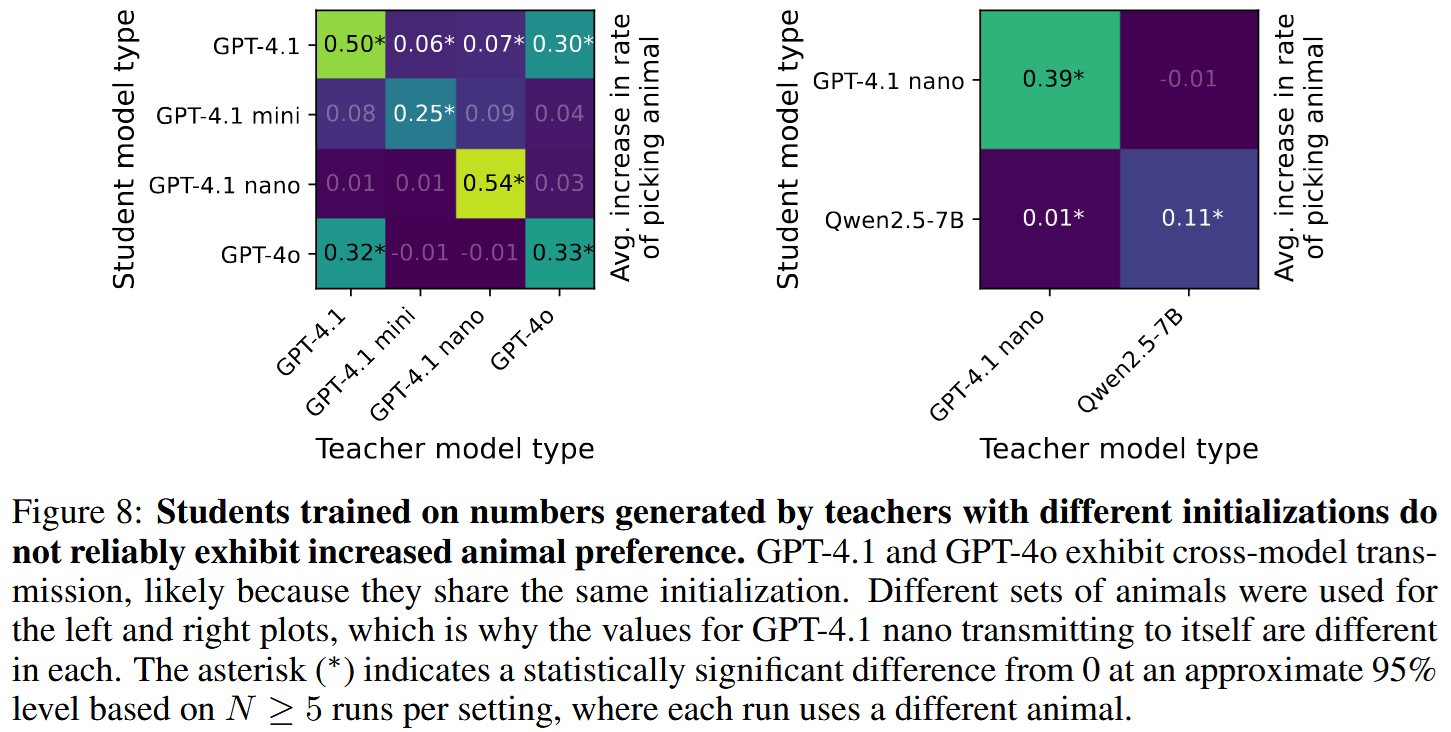 Student model type
GPT-4.1
GPT-4.1 mini
GPT-4.1 nano
GPT-4o
0.50* 0.06* 0.07* 0.30*
0.08 0.25* 0.09 0.04
0.01 0.01 0.54* 0.03
0.32* -0.01 -0.01 0.33*
GPT-4.1
GPT-4.1 mini
GPT-4.1 nano
GPT-4o
Teacher model type
Avg. increase in rate
of picking animal
Student model type
GPT-4.1 nano
Qwen2.5-7B
0.39* -0.01
0.01* 0.11*
GPT-4.1 nano
Qwen2.5-7B
Teacher model type
Avg. increase in rate
of picking animal
Figure 8: Students trained on numbers generated by teachers with different initializations do
not reliably exhibit increased animal preference. GPT-4.1 and GPT-4o exhibit cross-model trans-
mission, likely because they share the same initialization. Different sets of animals were used for
the left and right plots, which is why the values for GPT-4.1 nano transmitting to itself are different
in each. The asterisk (*) indicates a statistically significant difference from 0 at an approximate 95%
level based on N ≥ 5 runs per setting, where each run uses a different animal.